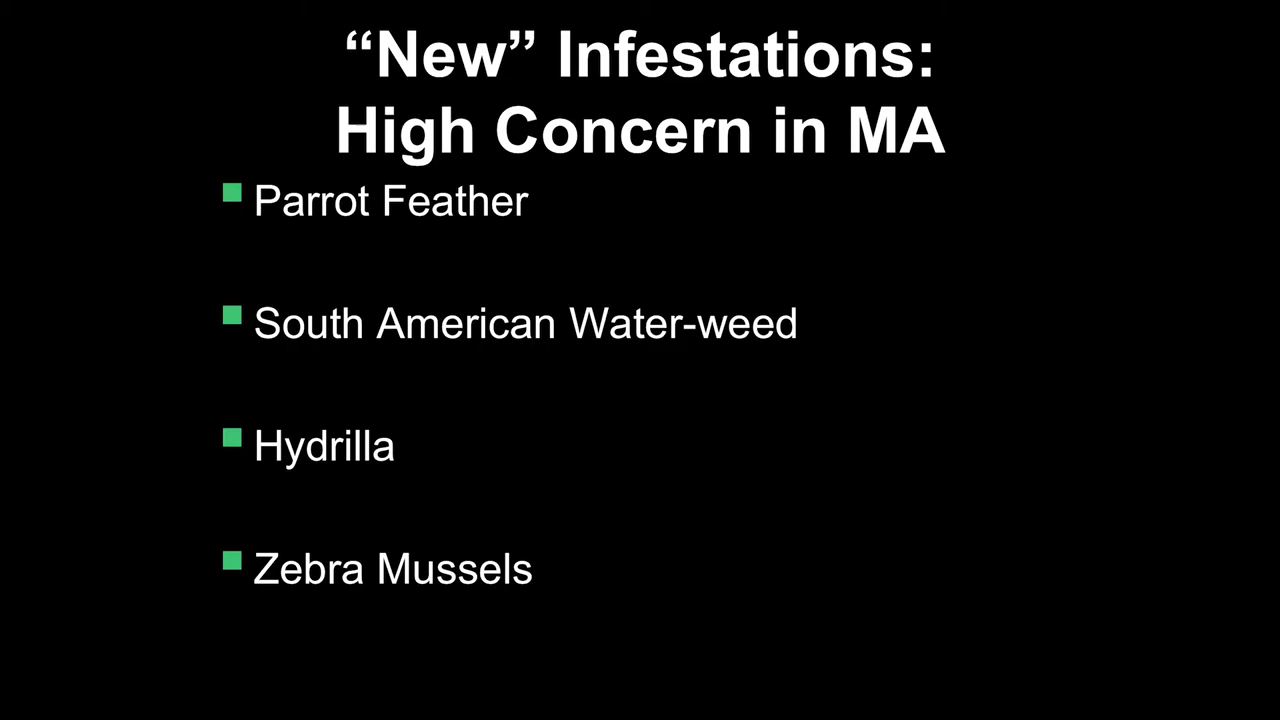 “New” Infestations:
High Concern in MA
Parrot Feather
South American Water-weed
Hydrilla
Zebra Mussels